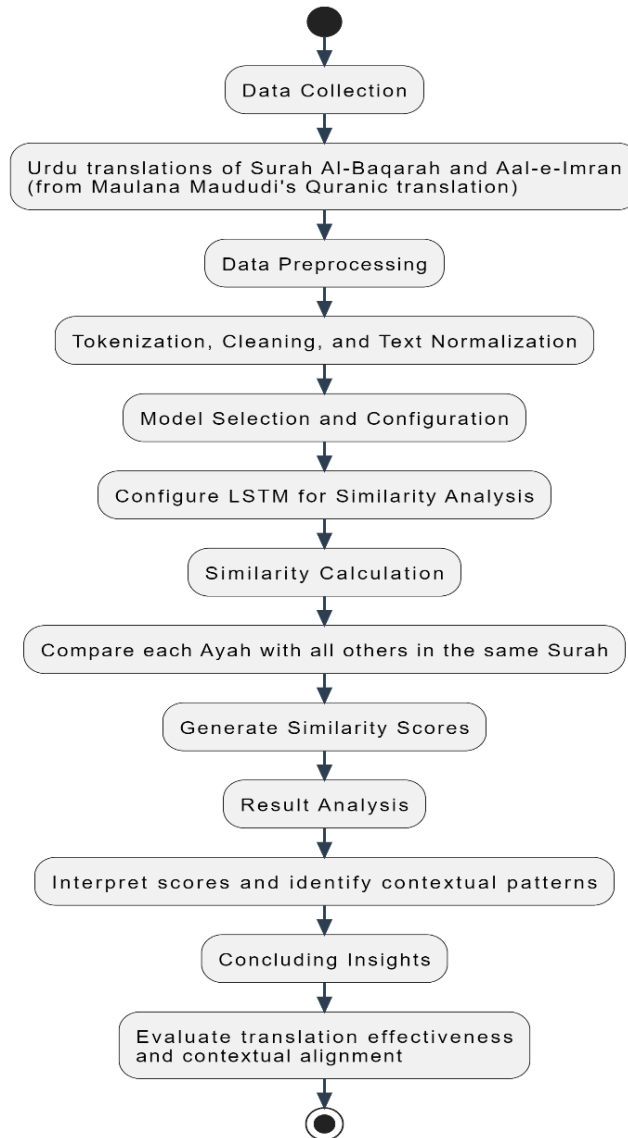 Data Collection
Urdu translations of Surah Al-Baqarah and Aal-e-Imran
(from Maulana Maududi's Quranic translation)
Data Preprocessing
Tokenization, Cleaning, and Text Normalization
Model Selection and Configuration
Configure LSTM for Similarity Analysis
Similarity Calculation
Compare each Ayah with all others in the same Surah
Generate Similarity Scores
Result Analysis
Interpret scores and identify contextual patterns
Concluding Insights
Evaluate translation effectiveness
and contextual alignment